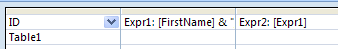 ID Expr1: [FirstName] & " Expr2: [Expr1]
Table1